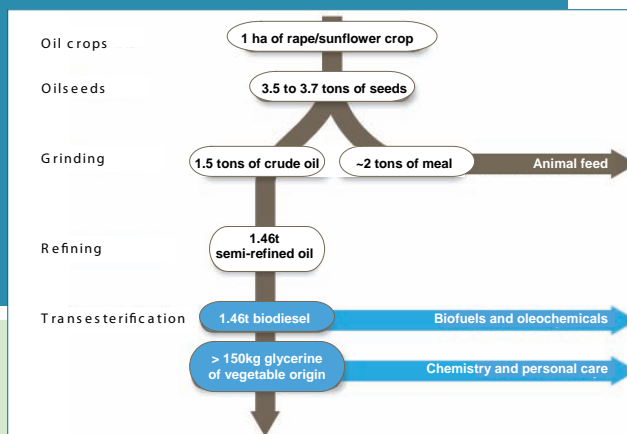 Oil crops
1 ha of rape/sunflower crop
Oilseeds
3.5 to 3.7 tons of seeds
Grinding
1.5 tons of crude oil
~2 tons of meal
Animal feed
Refining
1.46t
semi-refined oil
Transesterification
1.46t biodiesel
Biofuels and oleochemicals
> 150kg glycerine
of vegetable origin
Chemistry and personal care